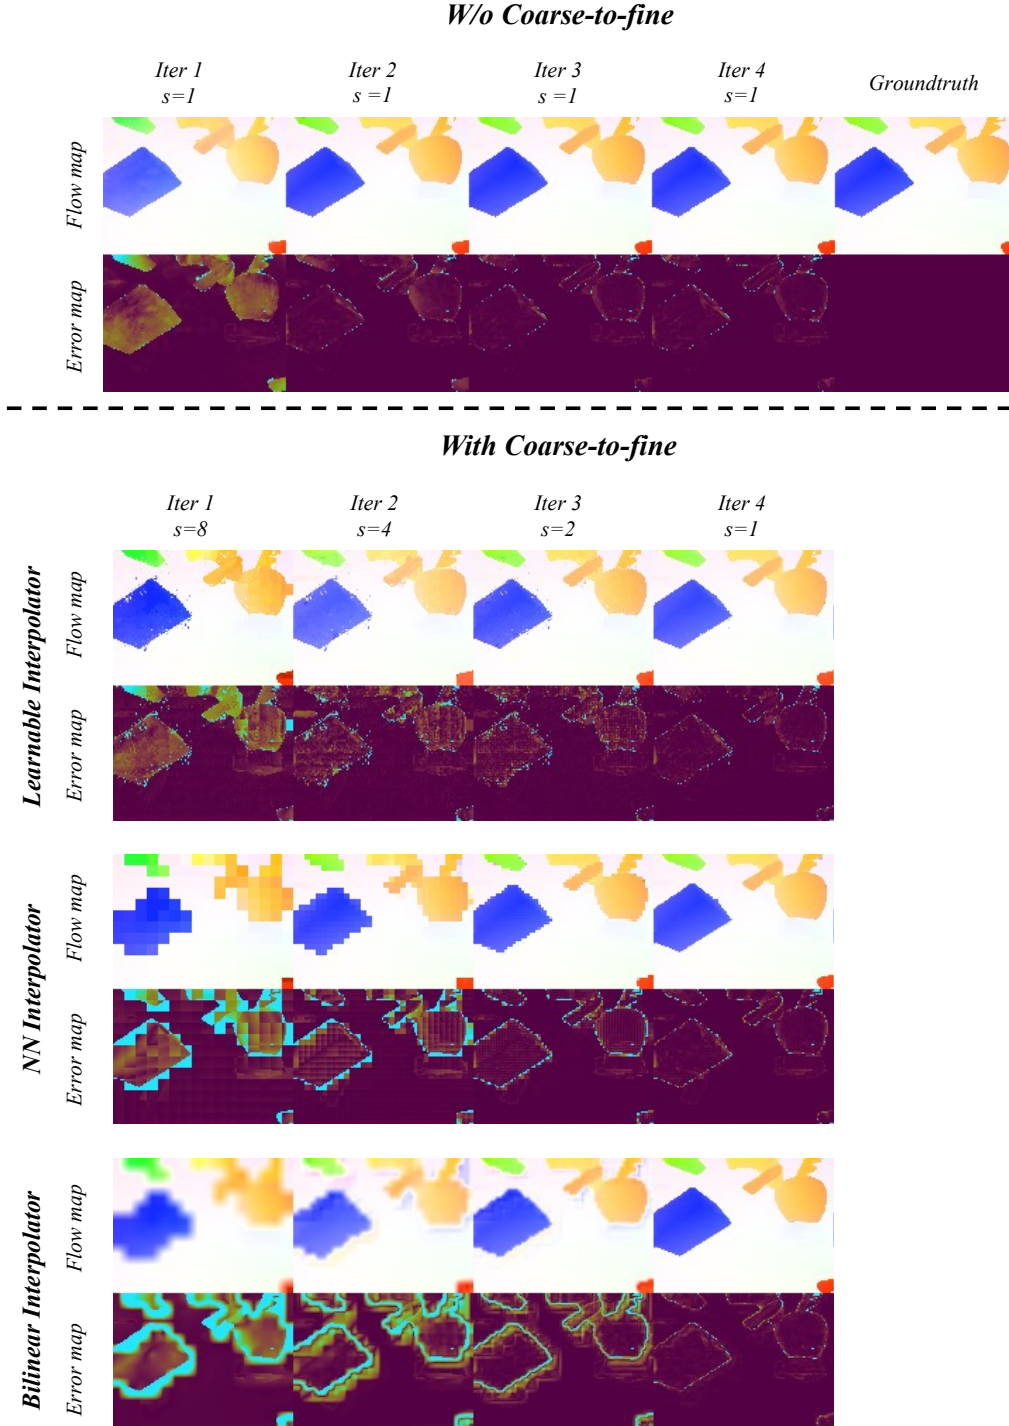 W/o Coarse-to-fine
Iter 1 Iter 2 Iter 3 Iter 4 Groundtruth
s=1 s =1 s =1 s=1
Flow map
Error map
With Coarse-to-fine
Iter 1 Iter 2 Iter 3 Iter 4
s=8 s=4 s=2 s=1
Learnable Interpolator
Flow map
Error map
NN Interpolator
Flow map
Error map
Bilinear Interpolator
Flow map
Error map